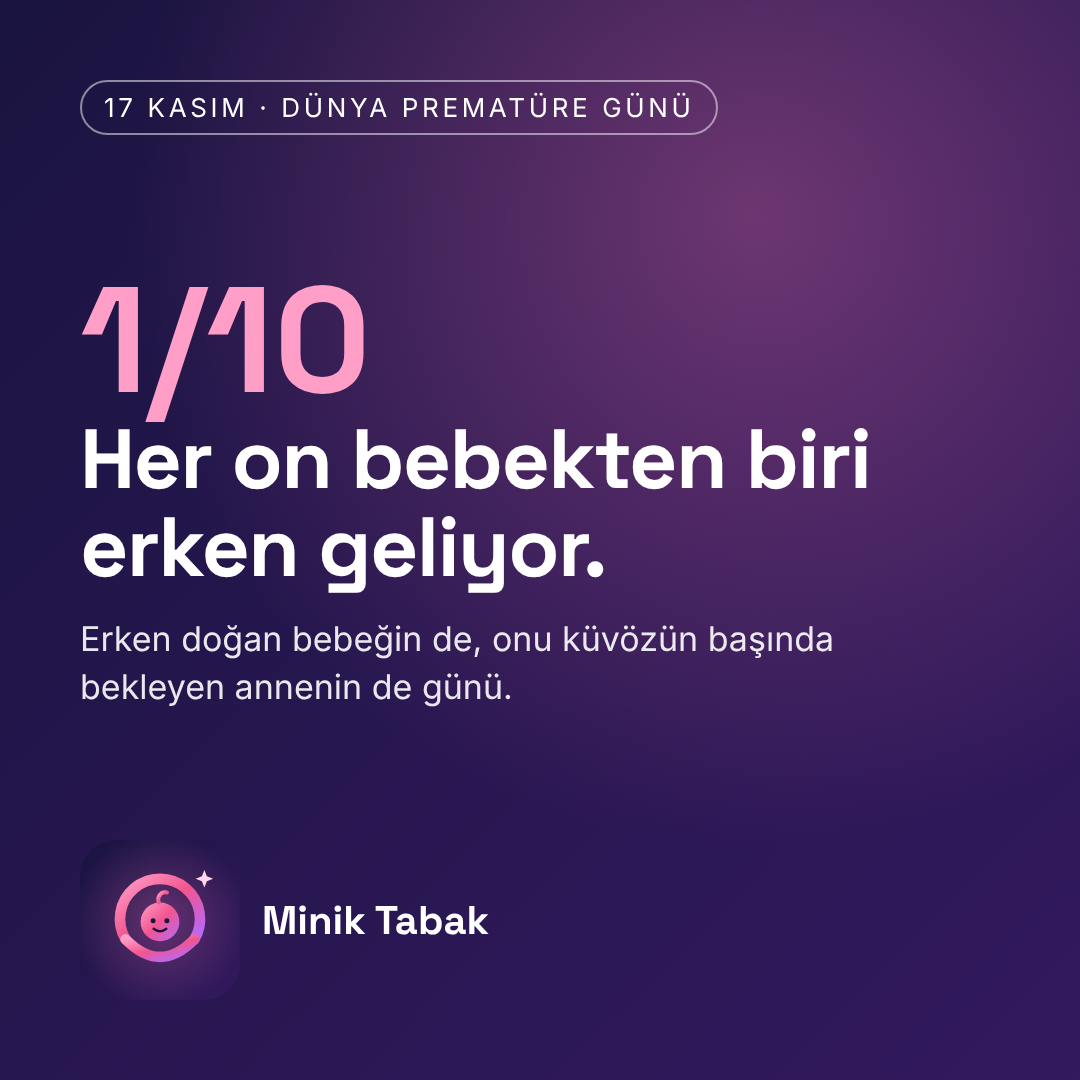 17 KASIM · DÜNYA PREMATÜRE GÜNÜ
1/10
Her on bebekten biri
erken geliyor.
Erken doğan bebeğin de, onu küvözün başında
bekleyen annenin de günü.
Minik Tabak